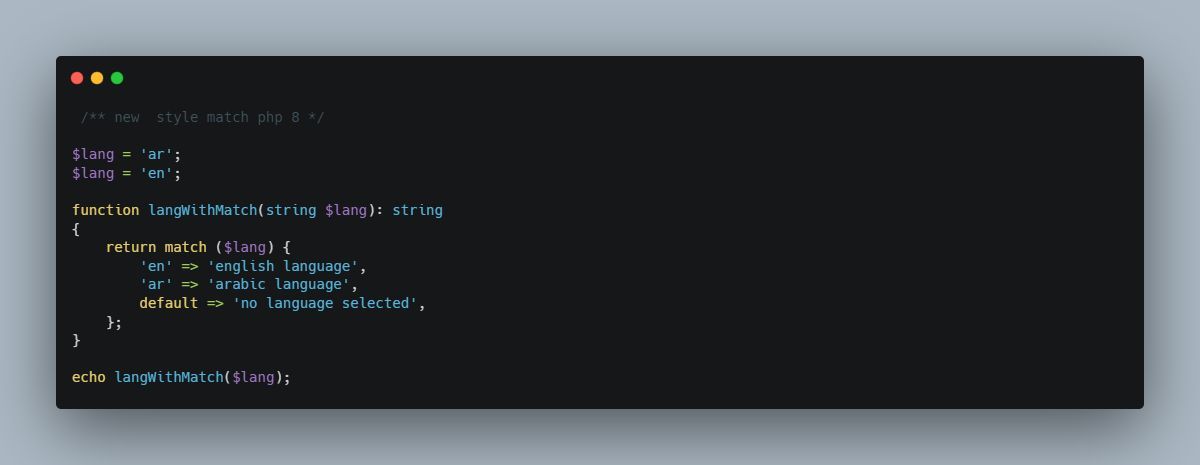 /** new  style match php 8 */
$lang = 'ar';
$lang = 'en';
function langWithMatch(string $lang): string
{
    return match ($lang) {
        'en' => 'english language',
        'ar' => 'arabic language',
        default => 'no language selected',
    };
}
echo langWithMatch($lang);